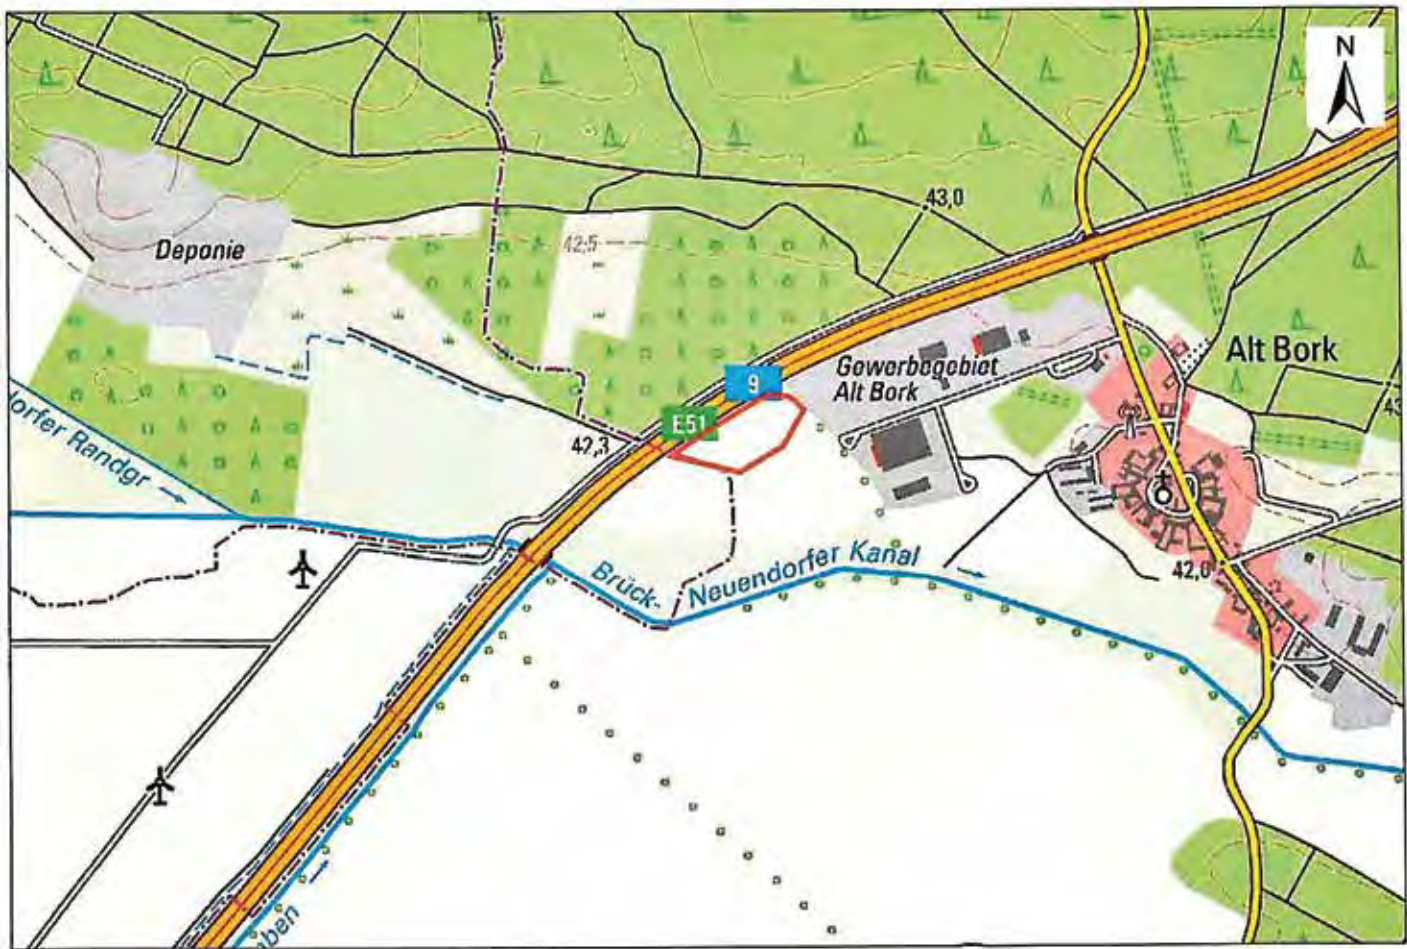 N
43,0
Deponie
42,5
Alt Bork
Gewerbegebiet
Alt Bork
9
43
E51
42,3
dorfer Randgr
Brück-
Neuendorfer Kanal
42,0
aben